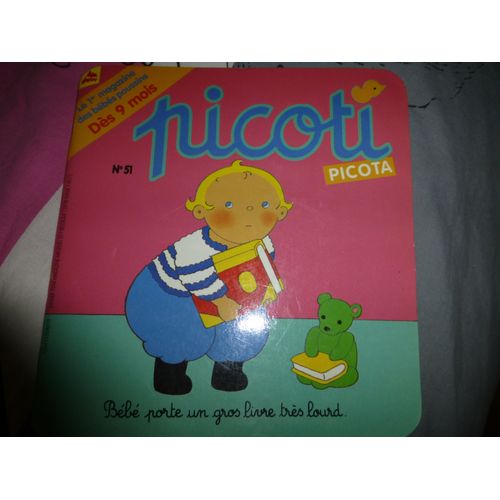 Le 1er magazine
des bébés poussins
Dès 9 mois
picoti
PICOTA
N° 51
Bébé porte un gros livre très lourd.